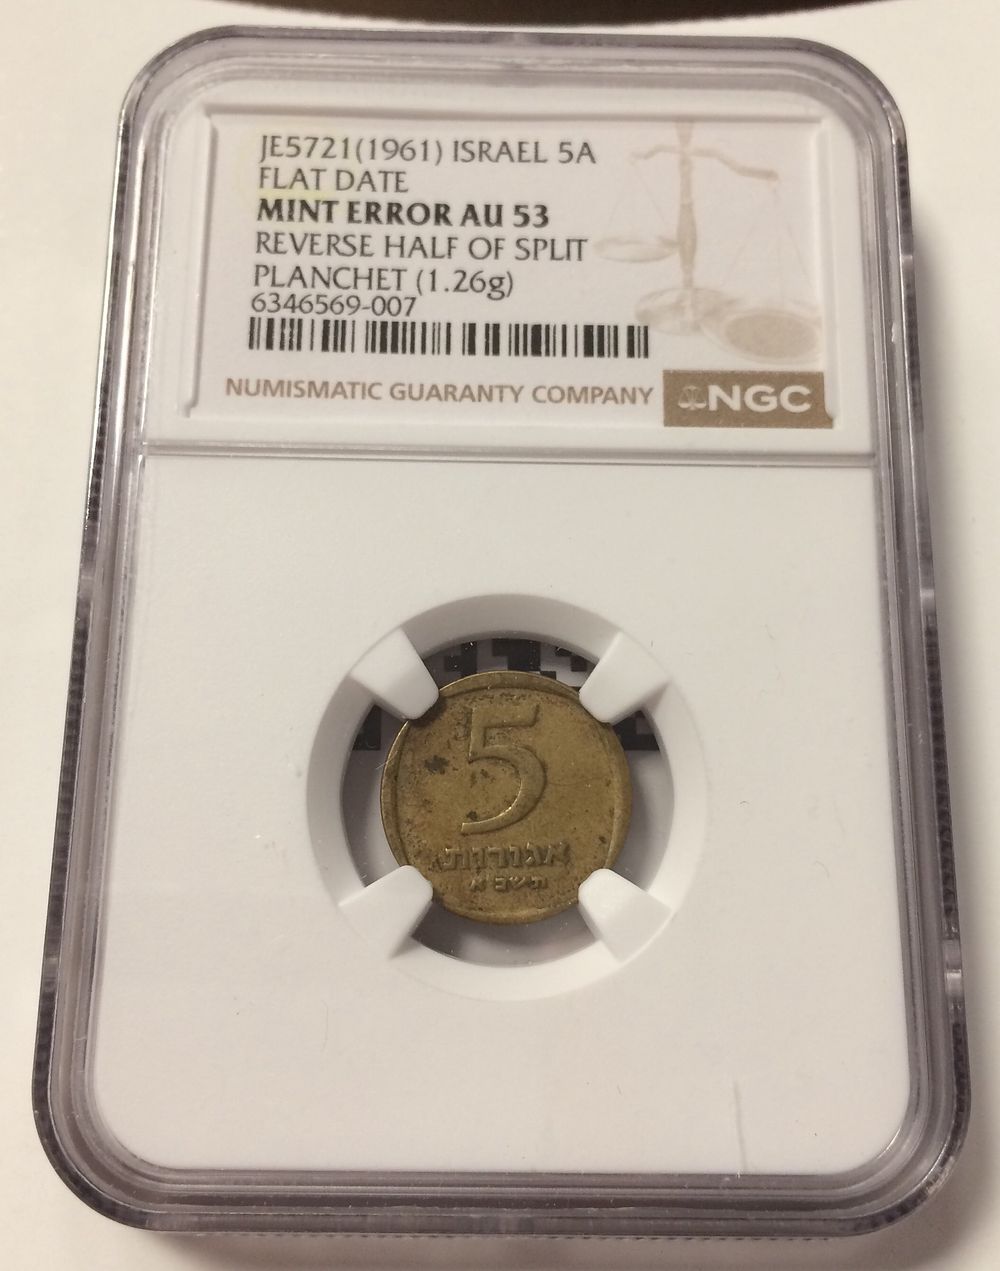 JE5721(1961) ISRAEL 5A
FLAT DATE
MINT ERROR AU 53
REVERSE HALF OF SPLIT
PLANCHET (1.26g)
6346569-007
NUMISMATIC GUARANTY COMPANY NGC
5
אגורות
תשכ״א